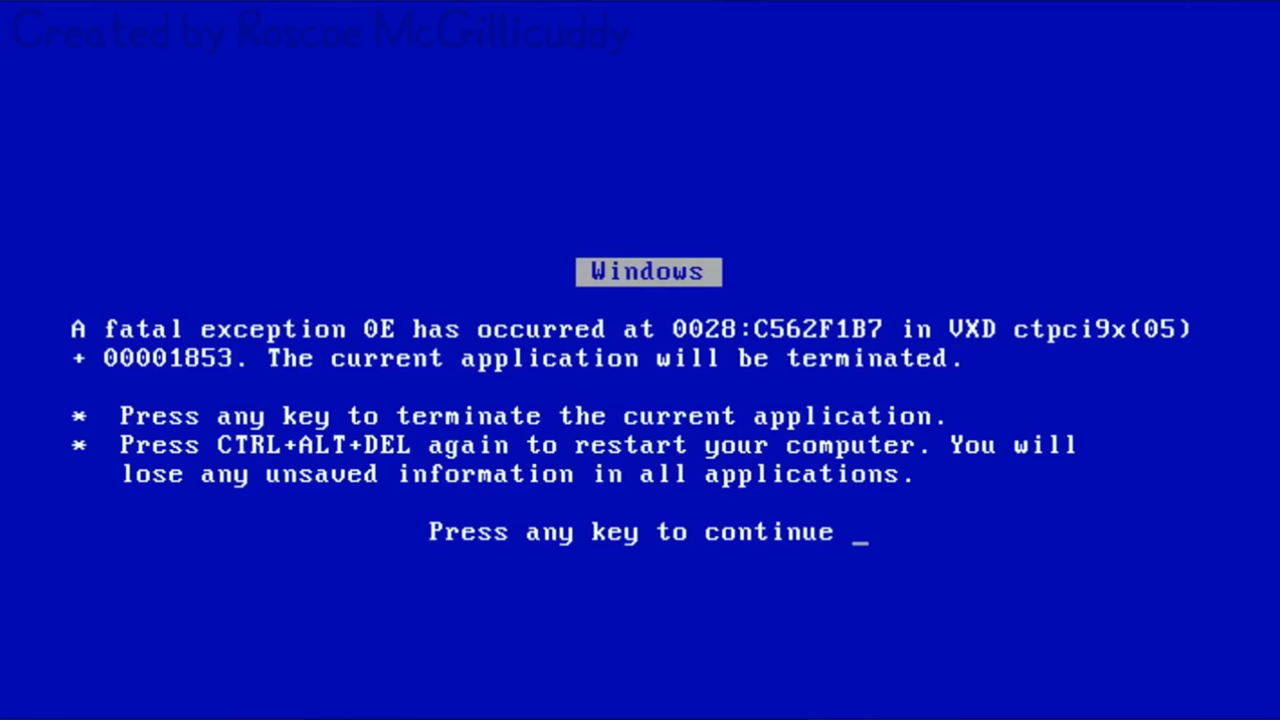 Created by Roscoe McGillicuddy
Windows
A fatal exception 0E has occurred at 0028:C562F1B7 in VXD ctpci9x(05)
+ 00001853. The current application will be terminated.
* Press any key to terminate the current application.
* Press CTRL+ALT+DEL again to restart your computer. You will
lose any unsaved information in all applications.
Press any key to continue _